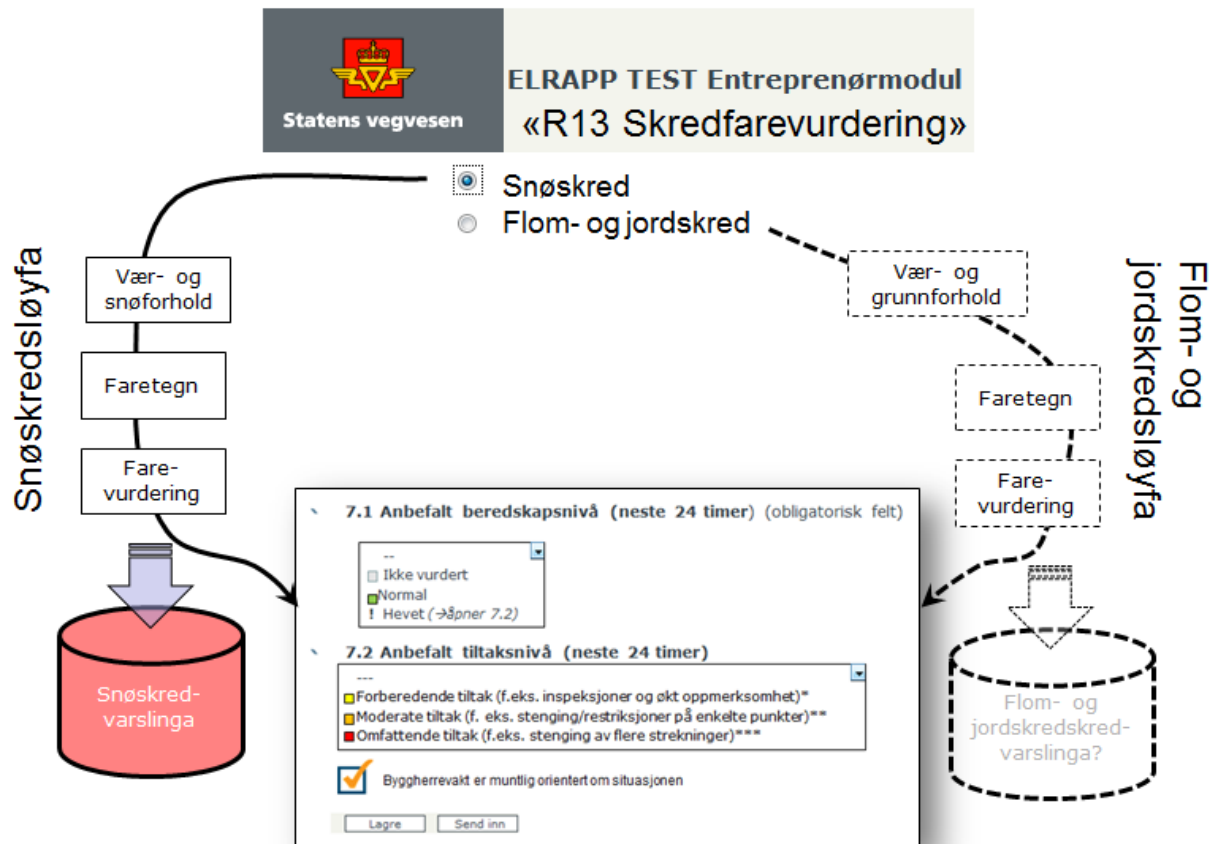 Statens vegvesen
ELRAPP TEST Entreprenørmodul
«R13 Skredfarevurdering»
Snøskred
Flom- og jordskred
Snøskredsløyfa
Vær- og
snøforhold
Faretegn
Fare-
vurdering
Snøskred-
varslinga
Flom- og
jordskredsløyfa
Vær- og
grunnforhold
Faretegn
Fare-
vurdering
Flom- og
jordskredskred-
varslinga?
7.1 Anbefalt beredskapsnivå (neste 24 timer) (obligatorisk felt)
--
Ikke vurdert
Normal
! Hevet (→åpner 7.2)
7.2 Anbefalt tiltaksnivå (neste 24 timer)
---
Forberedende tiltak (f.eks. inspeksjoner og økt oppmerksomhet)*
Moderate tiltak (f. eks. stenging/restriksjoner på enkelte punkter)**
Omfattende tiltak (f.eks. stenging av flere strekninger)***
Byggherrevakt er muntlig orientert om situasjonen
Lagre
Send inn